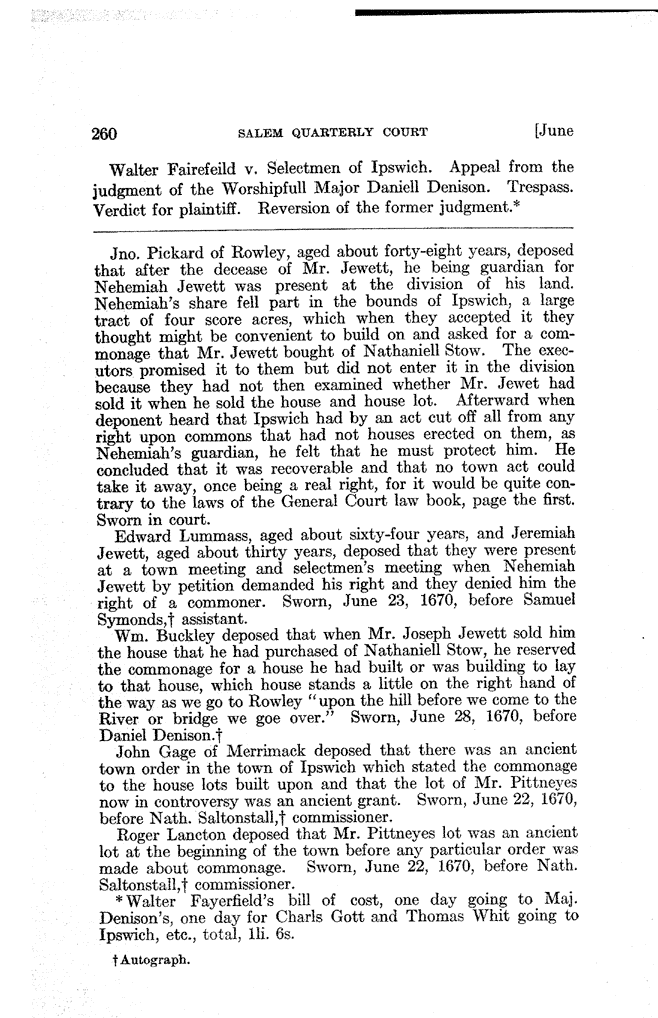 260 SALEM QUARTERLY COURT [June
Walter Fairefeild v. Selectmen of Ipswich. Appeal from the
judgment of the Worshipfull Major Daniell Denison. Trespass.
Verdict for plaintiff. Reversion of the former judgment.*
Jno. Pickard of Rowley, aged about forty-eight years, deposed
that after the decease of Mr. Jewett, he being guardian for
Nehemiah Jewett was present at the division of his land.
Nehemiah's share fell part in the bounds of Ipswich, a large
tract of four score acres, which when they accepted it they
thought might be convenient to build on and asked for a com-
monage that Mr. Jewett bought of Nathaniell Stow. The exec-
utors promised it to them but did not enter it in the division
because they had not then examined whether Mr. Jewet had
sold it when he sold the house and house lot. Afterward when
deponent heard that Ipswich had by an act cut off all from any
right upon commons that had not houses erected on them, as
Nehemiah's guardian, he felt that he must protect him. He
concluded that it was recoverable and that no town act could
take it away, once being a real right, for it would be quite con-
trary to the laws of the General Court law book, page the first.
Sworn in court.
Edward Lummass, aged about sixty-four years, and Jeremiah
Jewett, aged about thirty years, deposed that they were present
at a town meeting and selectmen's meeting when Nehemiah
Jewett by petition demanded his right and they denied him the
right of a commoner. Sworn, June 23, 1670, before Samuel
Symonds,† assistant.
Wm. Buckley deposed that when Mr. Joseph Jewett sold him
the house that he had purchased of Nathaniell Stow, he reserved
the commonage for a house he had built or was building to lay
to that house, which house stands a little on the right hand of
the way as we go to Rowley "upon the hill before we come to the
River or bridge we goe over." Sworn, June 28, 1670, before
Daniel Denison.†
John Gage of Merrimack deposed that there was an ancient
town order in the town of Ipswich which stated the commonage
to the house lots built upon and that the lot of Mr. Pittneyes
now in controversy was an ancient grant. Sworn, June 22, 1670,
before Nath. Saltonstall,† commissioner.
Roger Lancton deposed that Mr. Pittneyes lot was an ancient
lot at the beginning of the town before any particular order was
made about commonage. Sworn, June 22, 1670, before Nath.
Saltonstall,† commissioner.
*Walter Fayerfield's bill of cost, one day going to Maj.
Denison's, one day for Charls Gott and Thomas Whit going to
Ipswich, etc., total, 1li. 6s.
†Autograph.